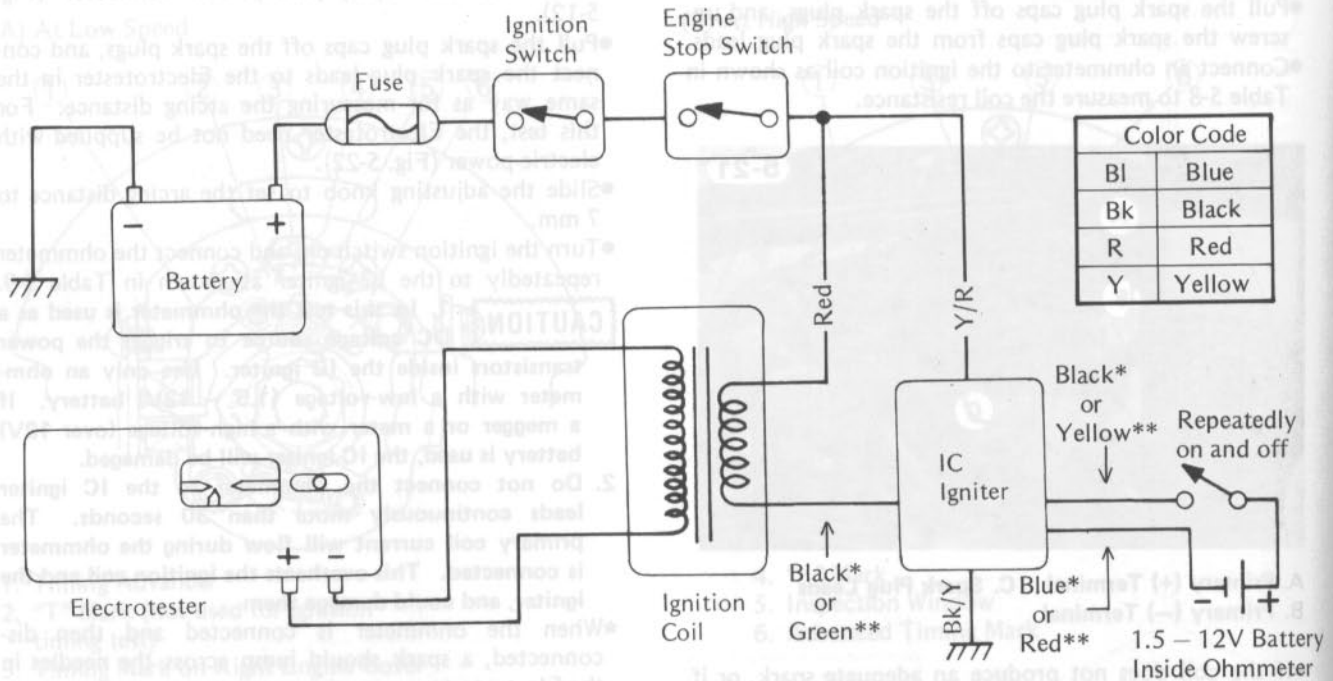 Ignition
Switch
Engine
Stop Switch
Fuse
Color Code
Bl Blue
Bk Black
R Red
Y Yellow
−
+
Battery
Red
Y/R
Black*
or
Yellow**
Repeatedly
on and off
IC
Igniter
+ −
Electrotester
Ignition
Coil
Black*
or
Green**
Bk/Y
Blue*
or
Red**
− +
1.5 – 12V Battery
Inside Ohmmeter